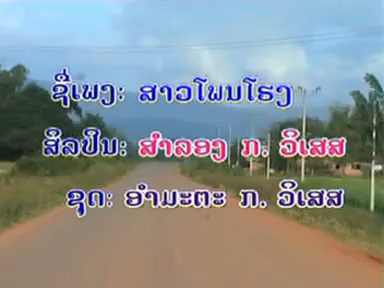 ຊື່ເພງ: ສາວໂພນໂຮງ
ສິລປິນ: ສຳລອງ ກ. ວິເສສ
ຊຸດ: ອຳມະຕະ ກ. ວິເສສ